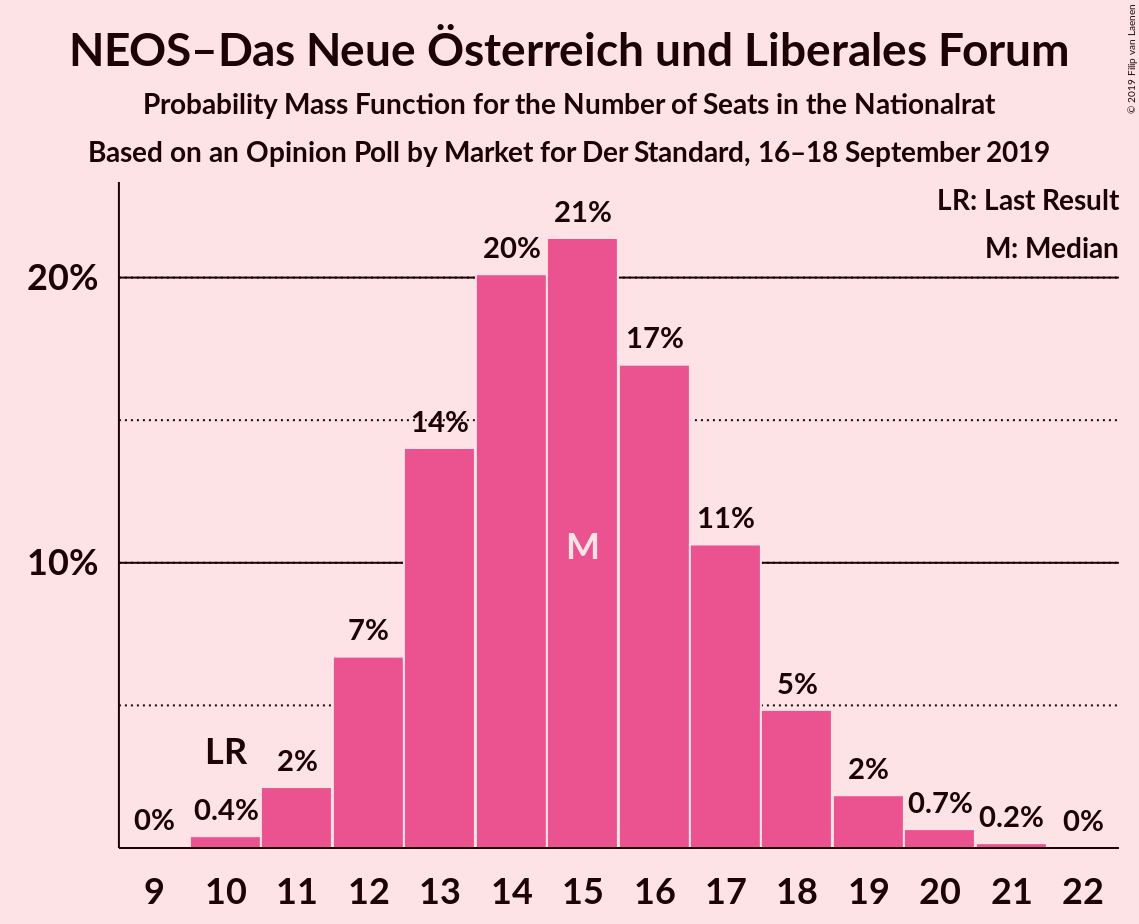 NEOS–Das Neue Österreich und Liberales Forum
Probability Mass Function for the Number of Seats in the Nationalrat
Based on an Opinion Poll by Market for Der Standard, 16–18 September 2019
© 2019 Filip van Laenen
LR: Last Result
M: Median
20%
10%
0%
LR
0.4%
2%
7%
14%
20%
21%
M
17%
11%
5%
2%
0.7%
0.2%
0%
9 10 11 12 13 14 15 16 17 18 19 20 21 22